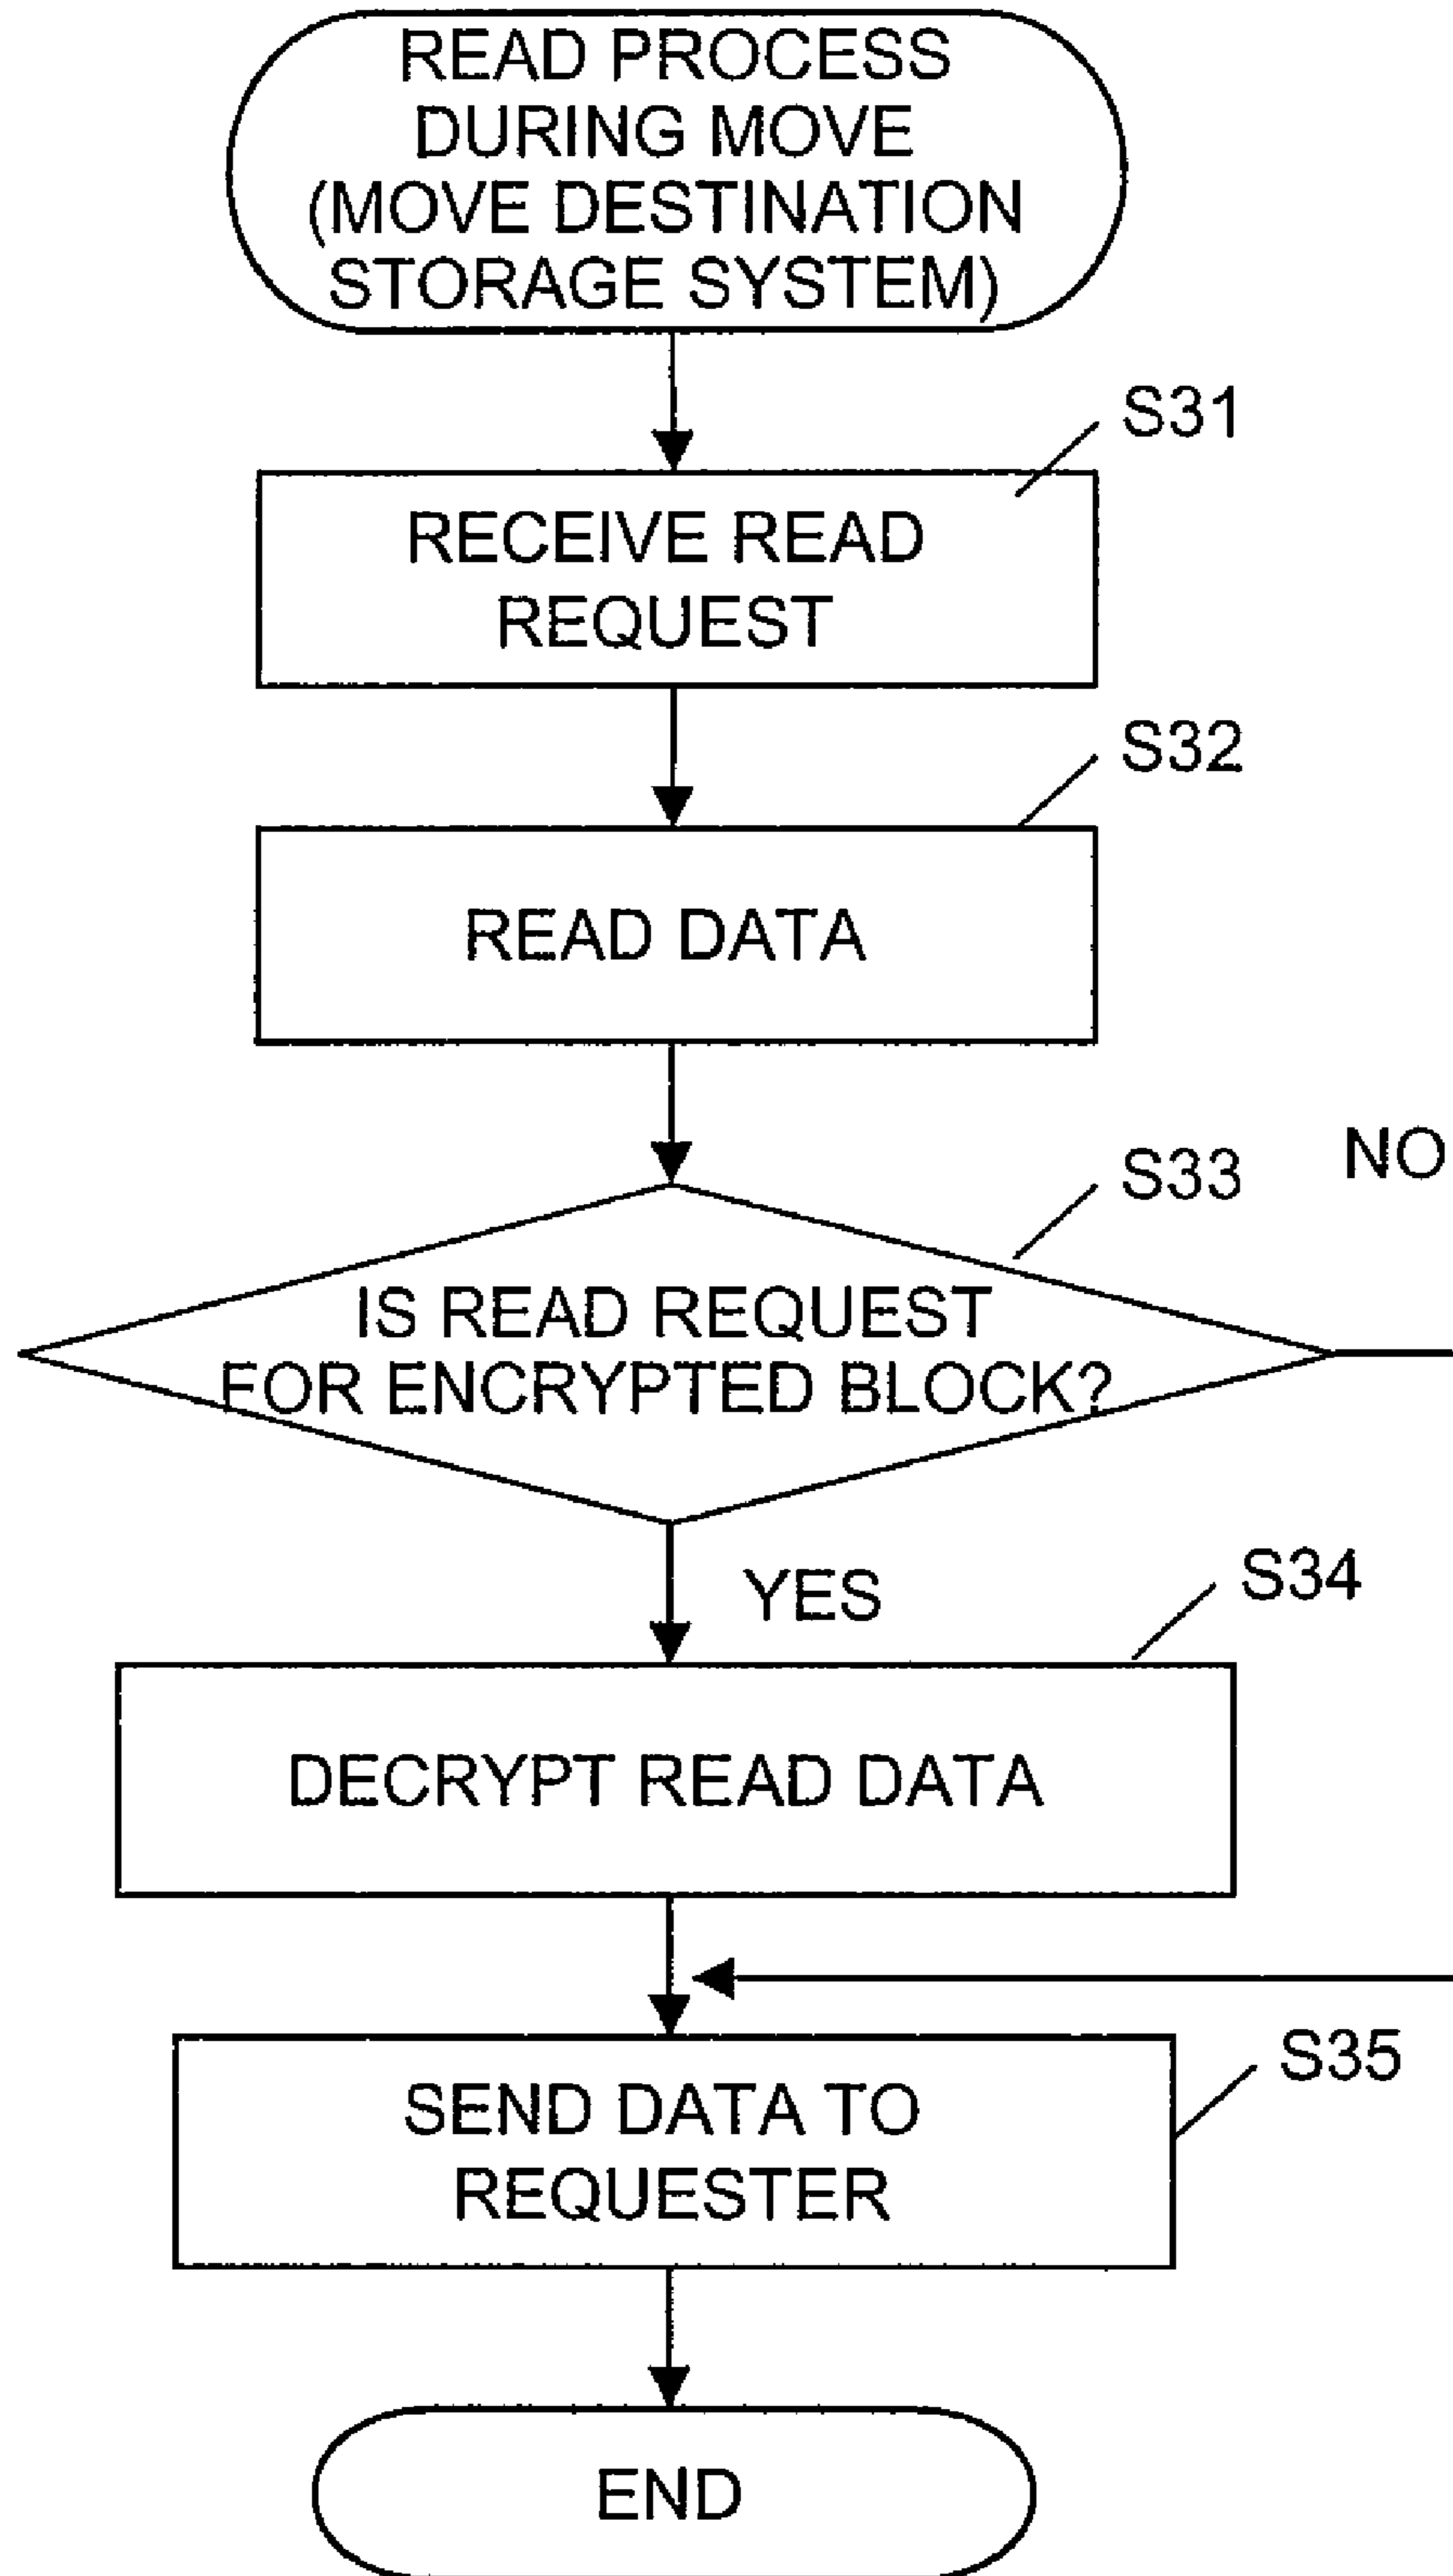 READ PROCESS
DURING MOVE
(MOVE DESTINATION
STORAGE SYSTEM)
S31
RECEIVE READ
REQUEST
S32
READ DATA
S33
NO
IS READ REQUEST
FOR ENCRYPTED BLOCK?
YES
S34
DECRYPT READ DATA
S35
SEND DATA TO
REQUESTER
END